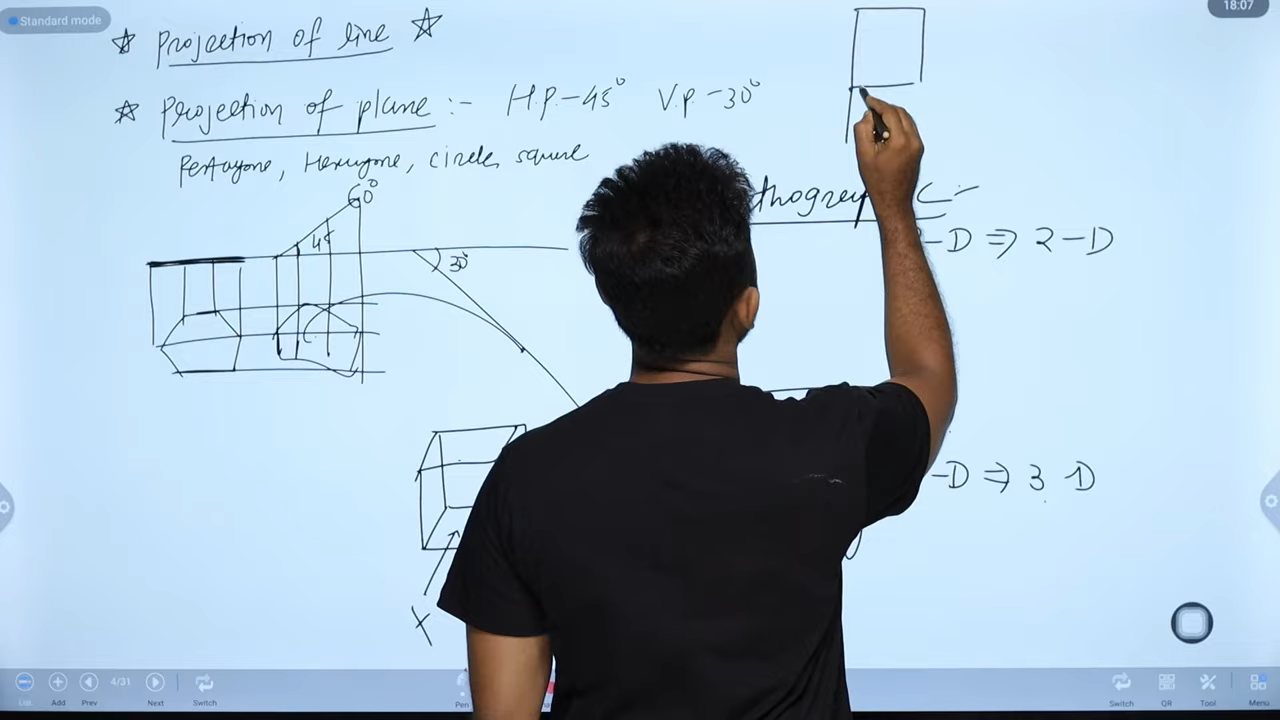 Standard mode
18:07
☆ Projection of line ☆
☆ Projection of plane :- H.P.-45° V.P.-30°
Pentagone, Hexagone, circle, square
60°
45
30°
-D ⇒ 2-D
-D ⇒ 3 D
X
List Add Prev 4/31 Next Switch Pen Switch QR Tool Menu